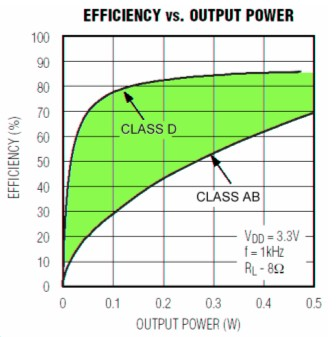 EFFICIENCY vs. OUTPUT POWER
100
90
80
70
60
50
40
30
20
10
0
EFFICIENCY (%)
CLASS D
CLASS AB
VDD = 3.3V
f = 1kHz
RL - 8Ω
0 0.1 0.2 0.3 0.4 0.5
OUTPUT POWER (W)